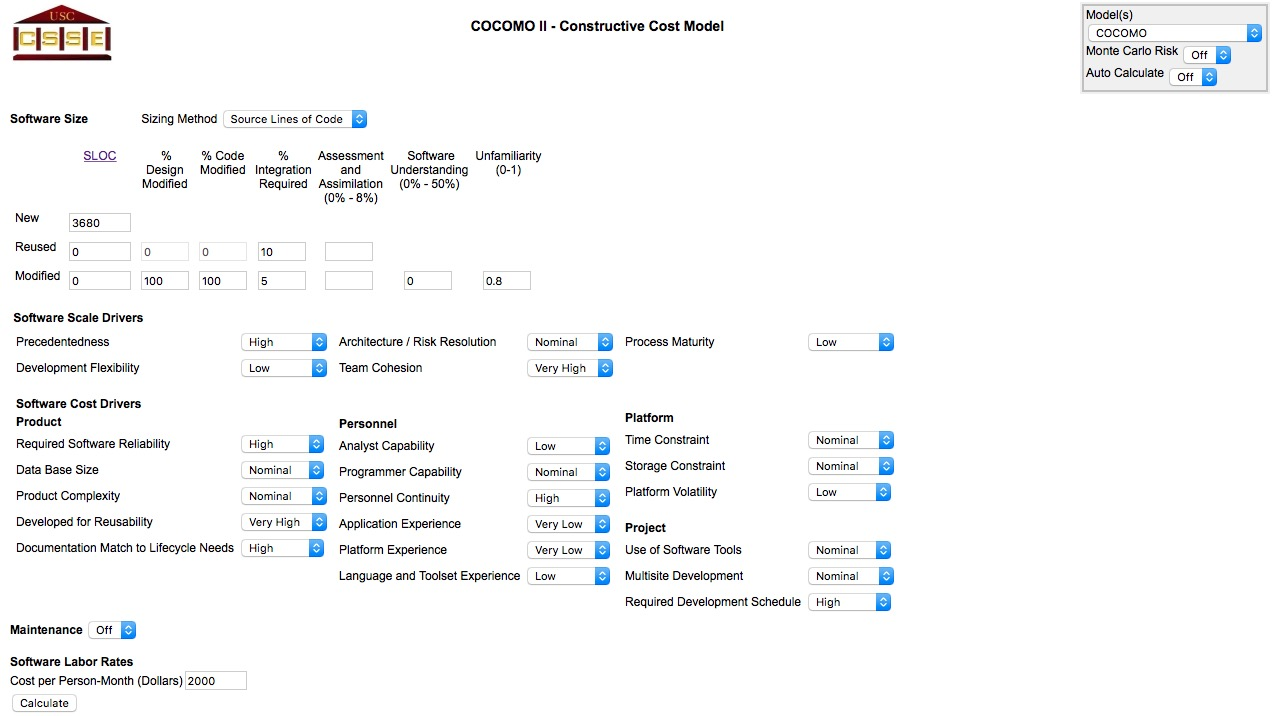 USC
CSSE
COCOMO II - Constructive Cost Model
Model(s)
COCOMO
Monte Carlo Risk Off
Auto Calculate Off
Software Size Sizing Method Source Lines of Code
SLOC % Design Modified % Code Modified % Integration Required Assessment and Assimilation (0% - 8%) Software Understanding (0% - 50%) Unfamiliarity (0-1)
New 3680
Reused 0 0 0 10
Modified 0 100 100 5 0 0.8
Software Scale Drivers
Precedentedness High Architecture / Risk Resolution Nominal Process Maturity Low
Development Flexibility Low Team Cohesion Very High
Software Cost Drivers
Product
Required Software Reliability High
Data Base Size Nominal
Product Complexity Nominal
Developed for Reusability Very High
Documentation Match to Lifecycle Needs High
Personnel
Analyst Capability Low
Programmer Capability Nominal
Personnel Continuity High
Application Experience Very Low
Platform Experience Very Low
Language and Toolset Experience Low
Platform
Time Constraint Nominal
Storage Constraint Nominal
Platform Volatility Low
Project
Use of Software Tools Nominal
Multisite Development Nominal
Required Development Schedule High
Maintenance Off
Software Labor Rates
Cost per Person-Month (Dollars) 2000
Calculate